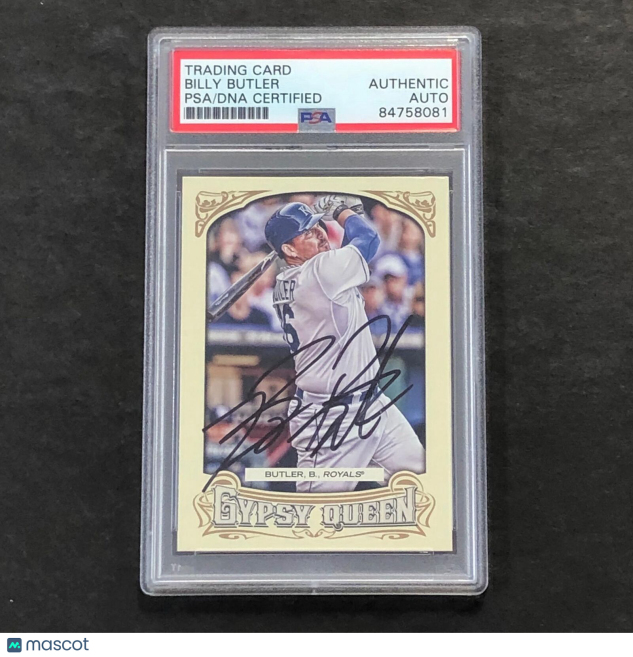 TRADING CARD
BILLY BUTLER AUTHENTIC
PSA/DNA CERTIFIED AUTO
PSA 84758081
BUTLER, B., ROYALS®
GYPSY QUEEN
mascot